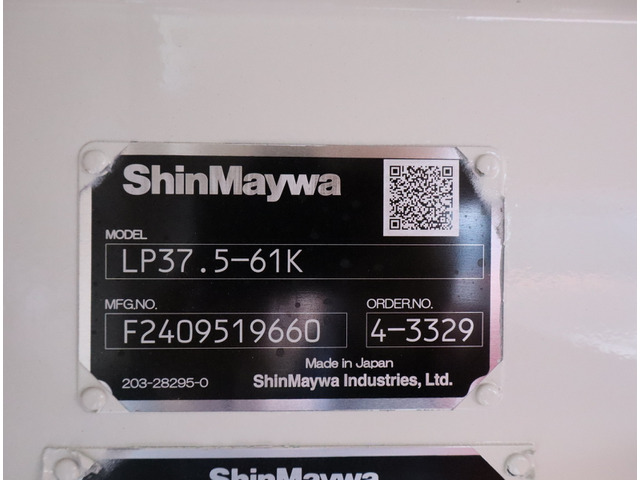 ShinMaywa
MODEL
LP37.5-61K
MFG.NO.
ORDER.NO.
F2409519660
4-3329
Made in Japan
203-28295-0
ShinMaywa Industries, Ltd.
ShinMaywa